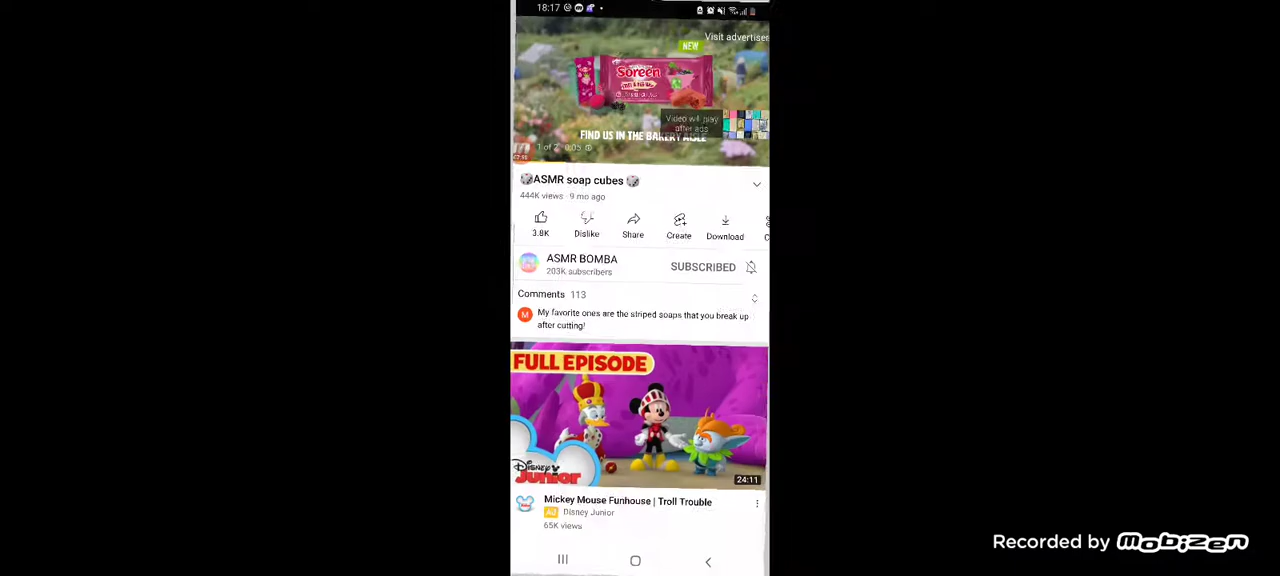 18:17
Visit advertiser
NEW
Soreen
Video will play
after ads
FIND US IN THE BAKERY AISLE
1 of 2 · 0:05
🎲ASMR soap cubes 🎲
444K views · 9 mo ago
3.8K
Dislike
Share
Create
Download
C
ASMR BOMBA
203K subscribers
SUBSCRIBED
Comments 113
M
My favorite ones are the striped soaps that you break up
after cutting!
FULL EPISODE
Disney
Junior
24:11
Mickey Mouse Funhouse | Troll Trouble
AD Disney Junior
65K views
Recorded by Mobizen